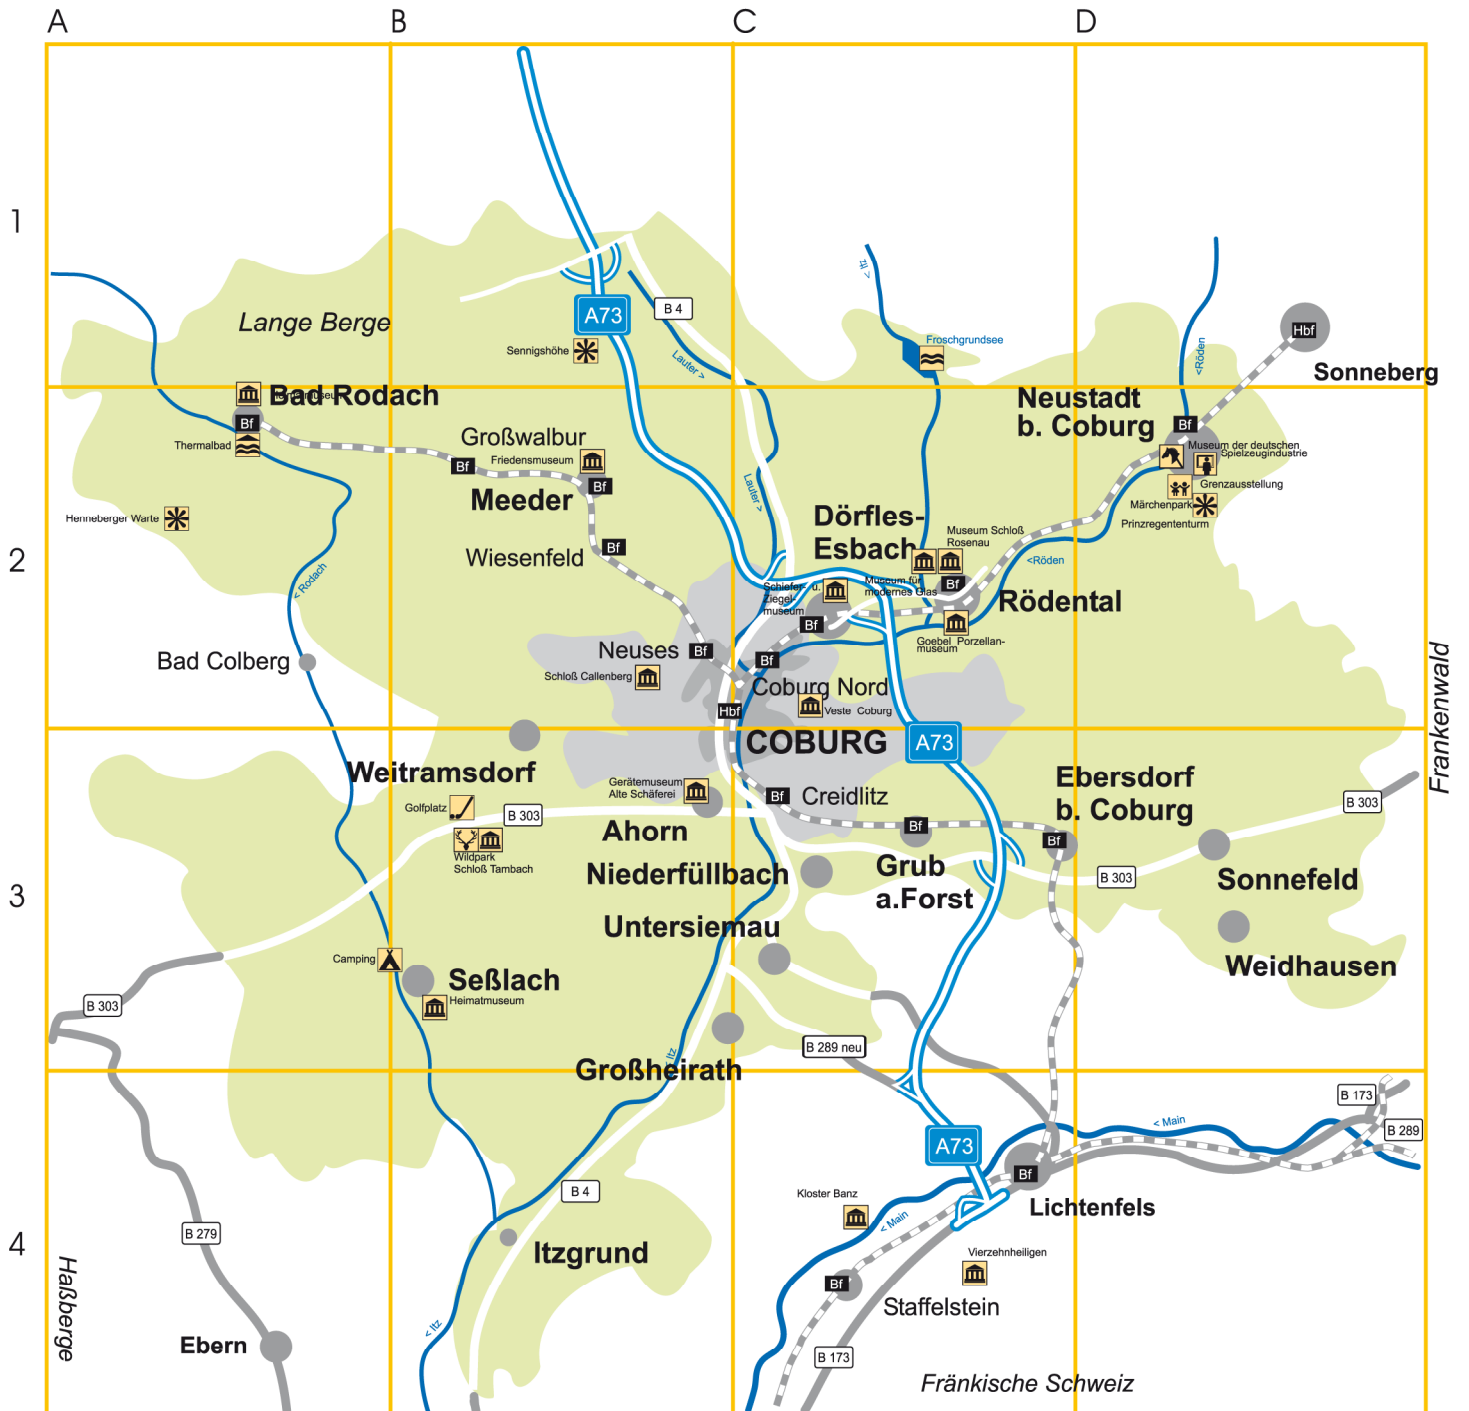 A B C D
1
Itz >
Lange Berge
A73
B 4
Sennigshöhe
Lauter >
Froschgrundsee
<Röden
Hbf
Sonneberg
Bad Rodach
Bf
Thermalbad
Großwalbur
Friedensmuseum
Bf
Bf
Meeder
Neustadt
b. Coburg
Bf
Museum der deutschen
Spielzeugindustrie
Grenzausstellung
Märchenpark
Prinzregententurm
Henneberger Warte
Lauter >
2
Wiesenfeld
Bf
Dörfles-
Esbach
Museum Schloß
Rosenau
<Röden
< Rodach
Schiefer- u.
Ziegel-
museum
Museum für
modernes Glas
Bf
Rödental
Bf
Goebel Porzellan-
museum
Bad Colberg
Neuses
Bf
Bf
Schloß Callenberg
Coburg Nord
Veste Coburg
Hbf
Frankenwald
COBURG
A73
Weitramsdorf
Golfplatz
B 303
Gerätemuseum
Alte Schäferei
Bf
Creidlitz
Ebersdorf
b. Coburg
B 303
Ahorn
Bf
Bf
Wildpark
Schloß Tambach
Niederfüllbach
Grub
a.Forst
B 303
Sonnefeld
3
Untersiemau
Camping
Seßlach
Heimatmuseum
Weidhausen
B 303
B 289 neu
< Itz
Großheirath
B 173
B 289
< Main
A73
Bf
Lichtenfels
B 4
Kloster Banz
< Main
B 279
4
Itzgrund
Vierzehnheiligen
Bf
Staffelstein
Haßberge
< Itz
Ebern
B 173
Fränkische Schweiz